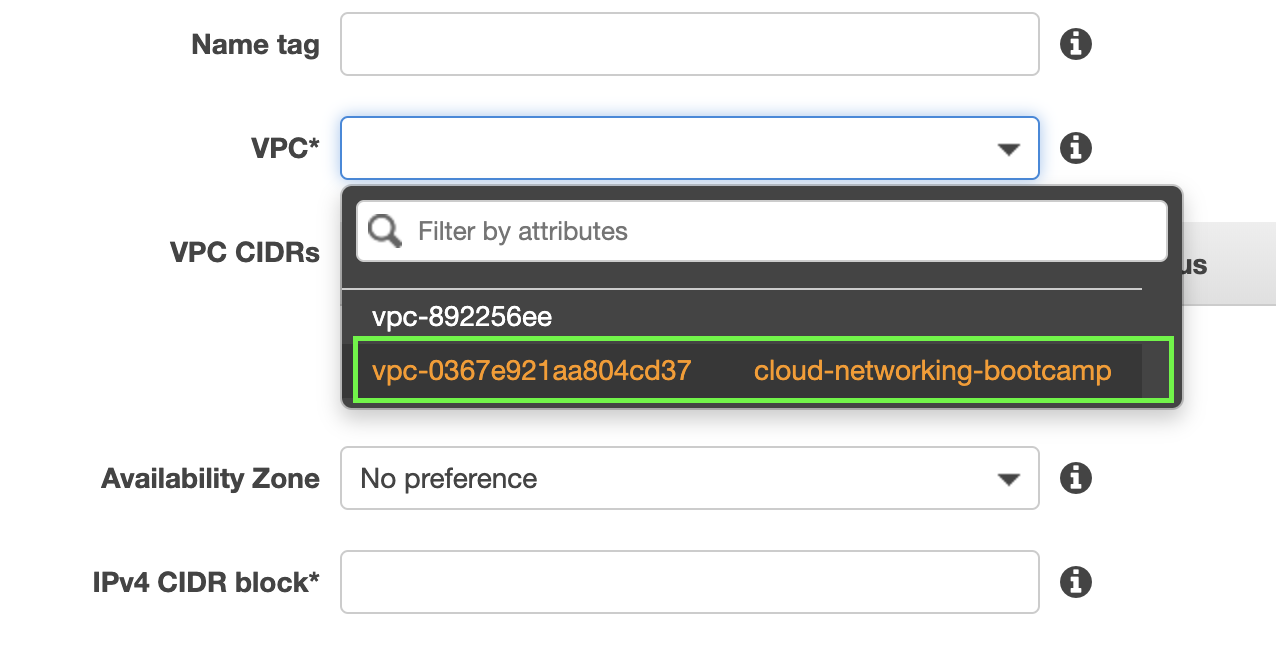 Name tag
VPC*
Filter by attributes
VPC CIDRs
vpc-892256ee
vpc-0367e921aa804cd37 cloud-networking-bootcamp
Availability Zone No preference
IPv4 CIDR block*